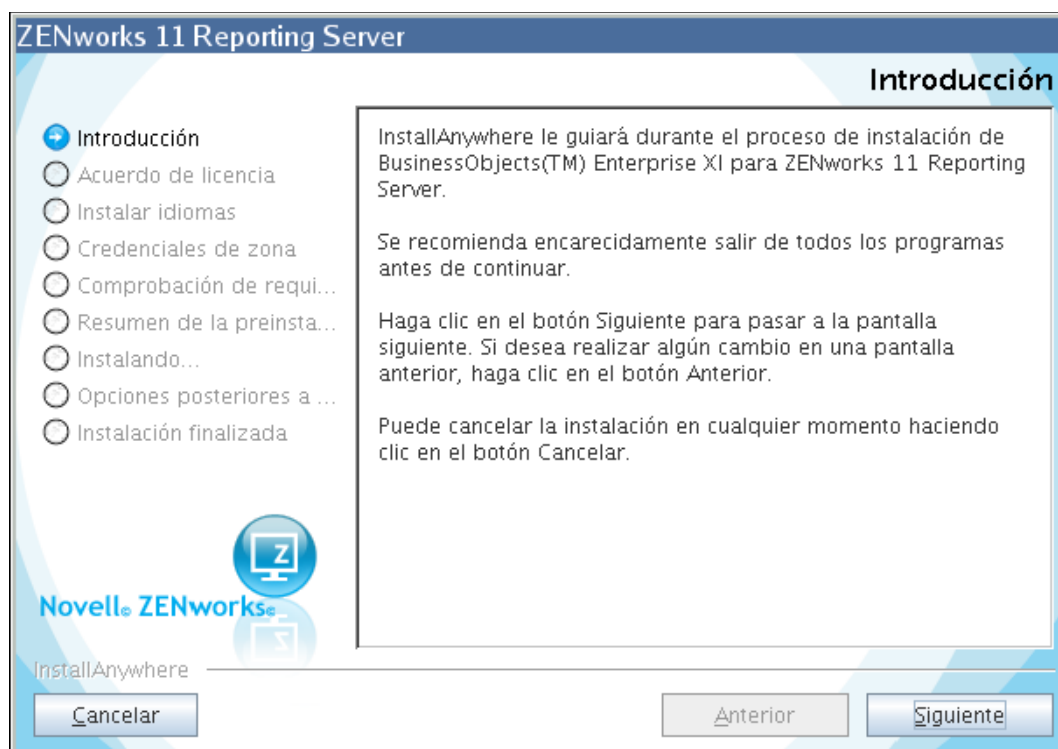 ZENworks 11 Reporting Server
Introducción
Introducción
Acuerdo de licencia
Instalar idiomas
Credenciales de zona
Comprobación de requi...
Resumen de la preinsta...
Instalando...
Opciones posteriores a ...
Instalación finalizada
InstallAnywhere le guiará durante el proceso de instalación de
BusinessObjects(TM) Enterprise XI para ZENworks 11 Reporting
Server.
Se recomienda encarecidamente salir de todos los programas
antes de continuar.
Haga clic en el botón Siguiente para pasar a la pantalla
siguiente. Si desea realizar algún cambio en una pantalla
anterior, haga clic en el botón Anterior.
Puede cancelar la instalación en cualquier momento haciendo
clic en el botón Cancelar.
Z
Novell® ZENworks®
InstallAnywhere
Cancelar
Anterior
Siguiente